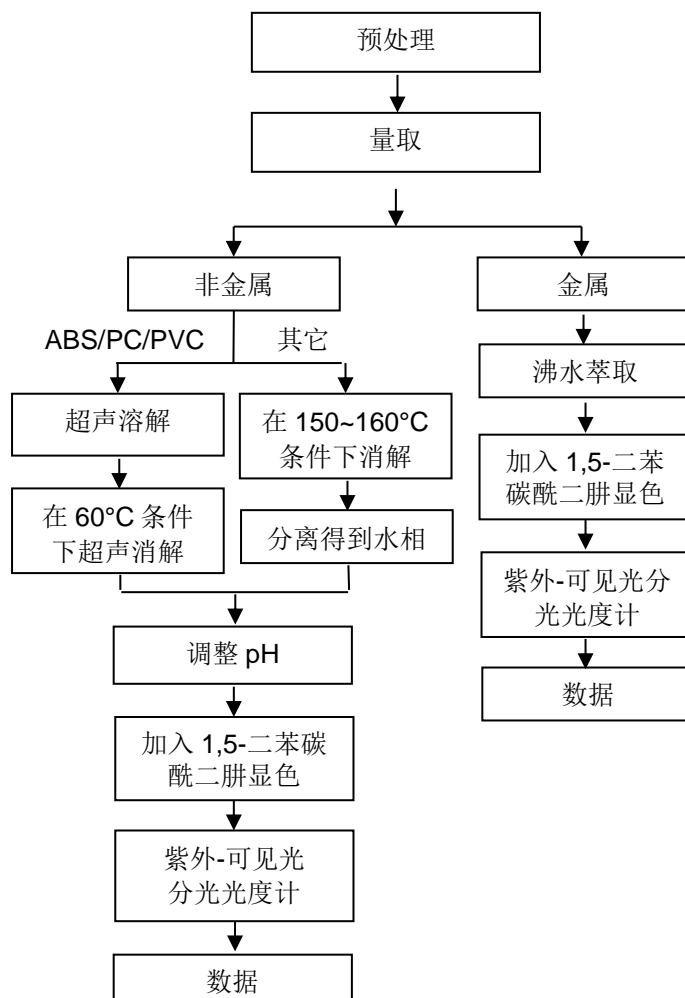 预处理
量取
非金属
金属
ABS/PC/PVC
其它
沸水萃取
超声溶解
在 150~160°C
条件下消解
加入 1,5-二苯
碳酰二肼显色
在 60°C 条件
下超声消解
分离得到水相
紫外-可见光分
光光度计
调整 pH
数据
加入 1,5-二苯碳
酰二肼显色
紫外-可见光
分光光度计
数据